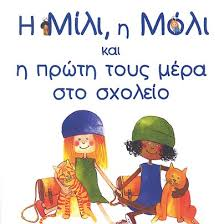 Η Μίλι, η Μόλι
και
η πρώτη τους μέρα
στο σχολείο